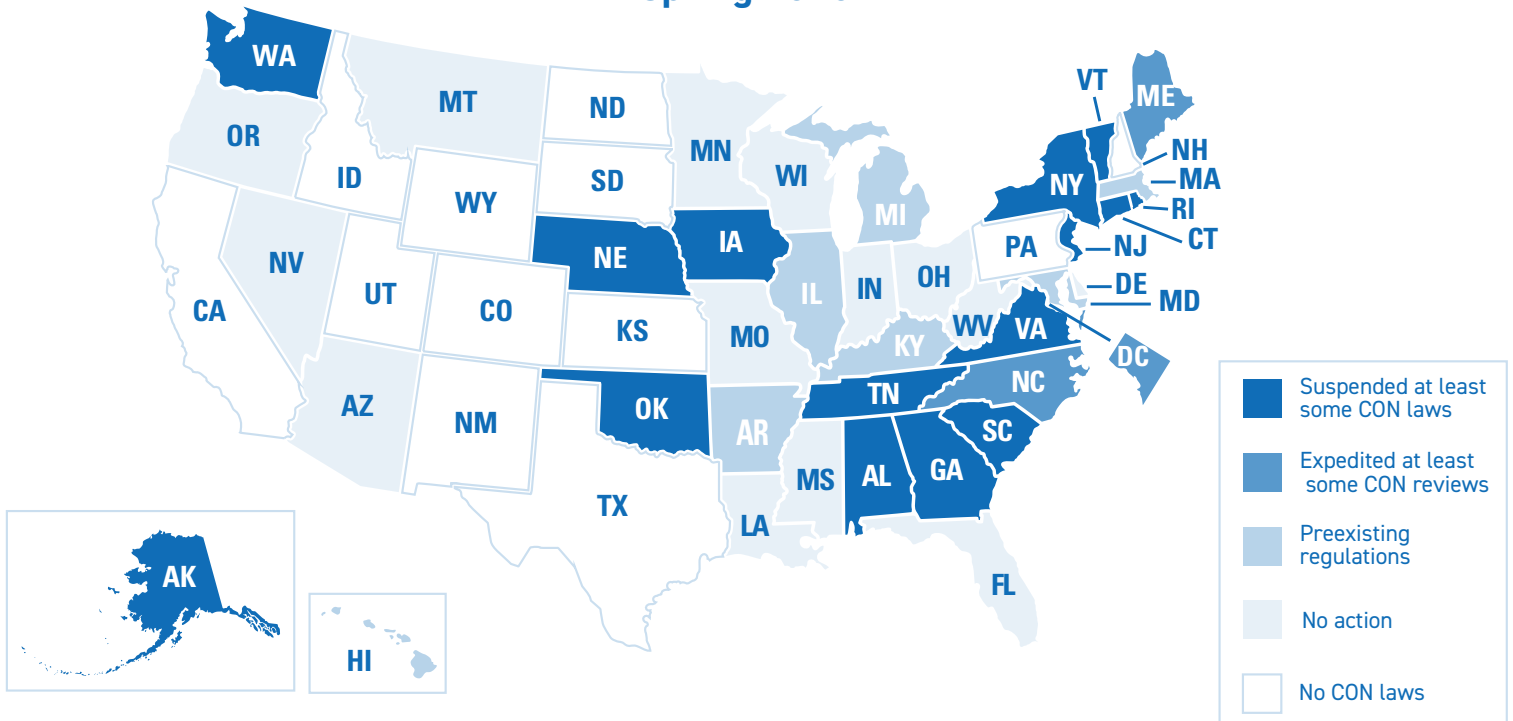 WA
MT
ND
MN
OR
ID
SD
WI
MI
WY
NE
IA
NV
UT
CO
CA
KS
MO
IL
IN
OH
WV
VA
KY
PA
NY
VT
ME
NH
MA
RI
CT
NJ
DE
MD
DC
AZ
NM
OK
AR
TN
NC
SC
MS
AL
GA
TX
LA
FL
AK
HI
Suspended at least
some CON laws
Expedited at least
some CON reviews
Preexisting
regulations
No action
No CON laws